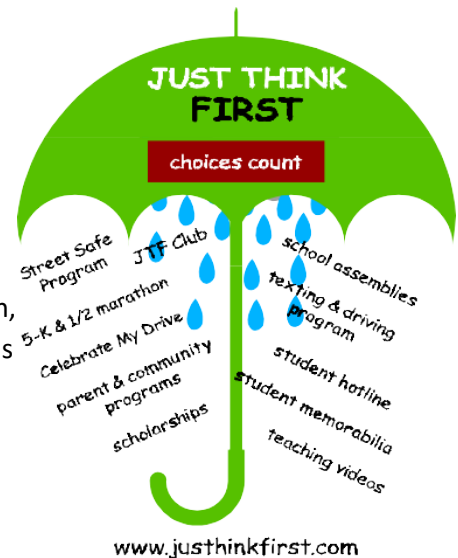 JUST THINK
FIRST
choices count
Street Safe
Program
JTF Club
5-K & 1/2 marathon
Celebrate My Drive
parent & community
programs
scholarships
school assemblies
texting & driving
program
student hotline
student memorabilia
teaching videos
www.justhinkfirst.com